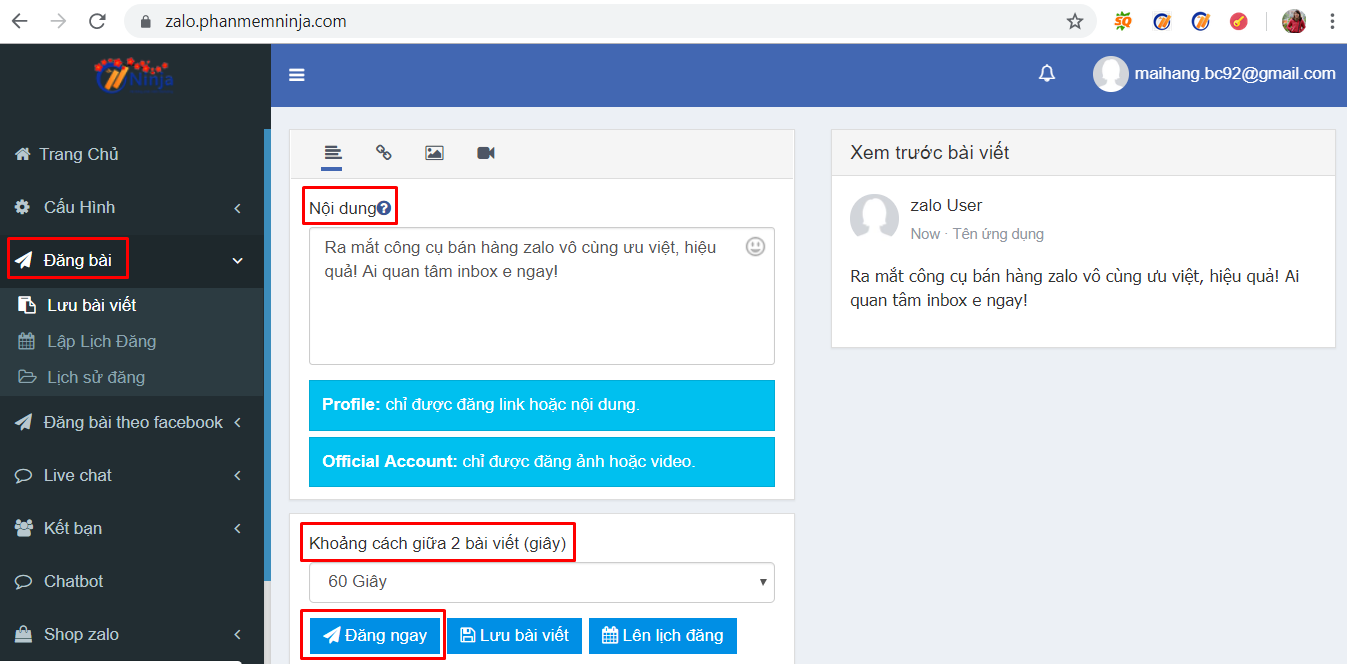 zalo.phanmemninja.com
SQ
Ninja
maihang.bc92@gmail.com
Trang Chủ
Cấu Hình
Đăng bài
Lưu bài viết
Lập Lịch Đăng
Lịch sử đăng
Đăng bài theo facebook
Live chat
Kết bạn
Chatbot
Shop zalo
Nội dung
Ra mắt công cụ bán hàng zalo vô cùng ưu việt, hiệu
quả! Ai quan tâm inbox e ngay!
Profile: chỉ được đăng link hoặc nội dung.
Official Account: chỉ được đăng ảnh hoặc video.
Khoảng cách giữa 2 bài viết (giây)
60 Giây
Đăng ngay
Lưu bài viết
Lên lịch đăng
Xem trước bài viết
zalo User
Now · Tên ứng dụng
Ra mắt công cụ bán hàng zalo vô cùng ưu việt, hiệu quả! Ai
quan tâm inbox e ngay!